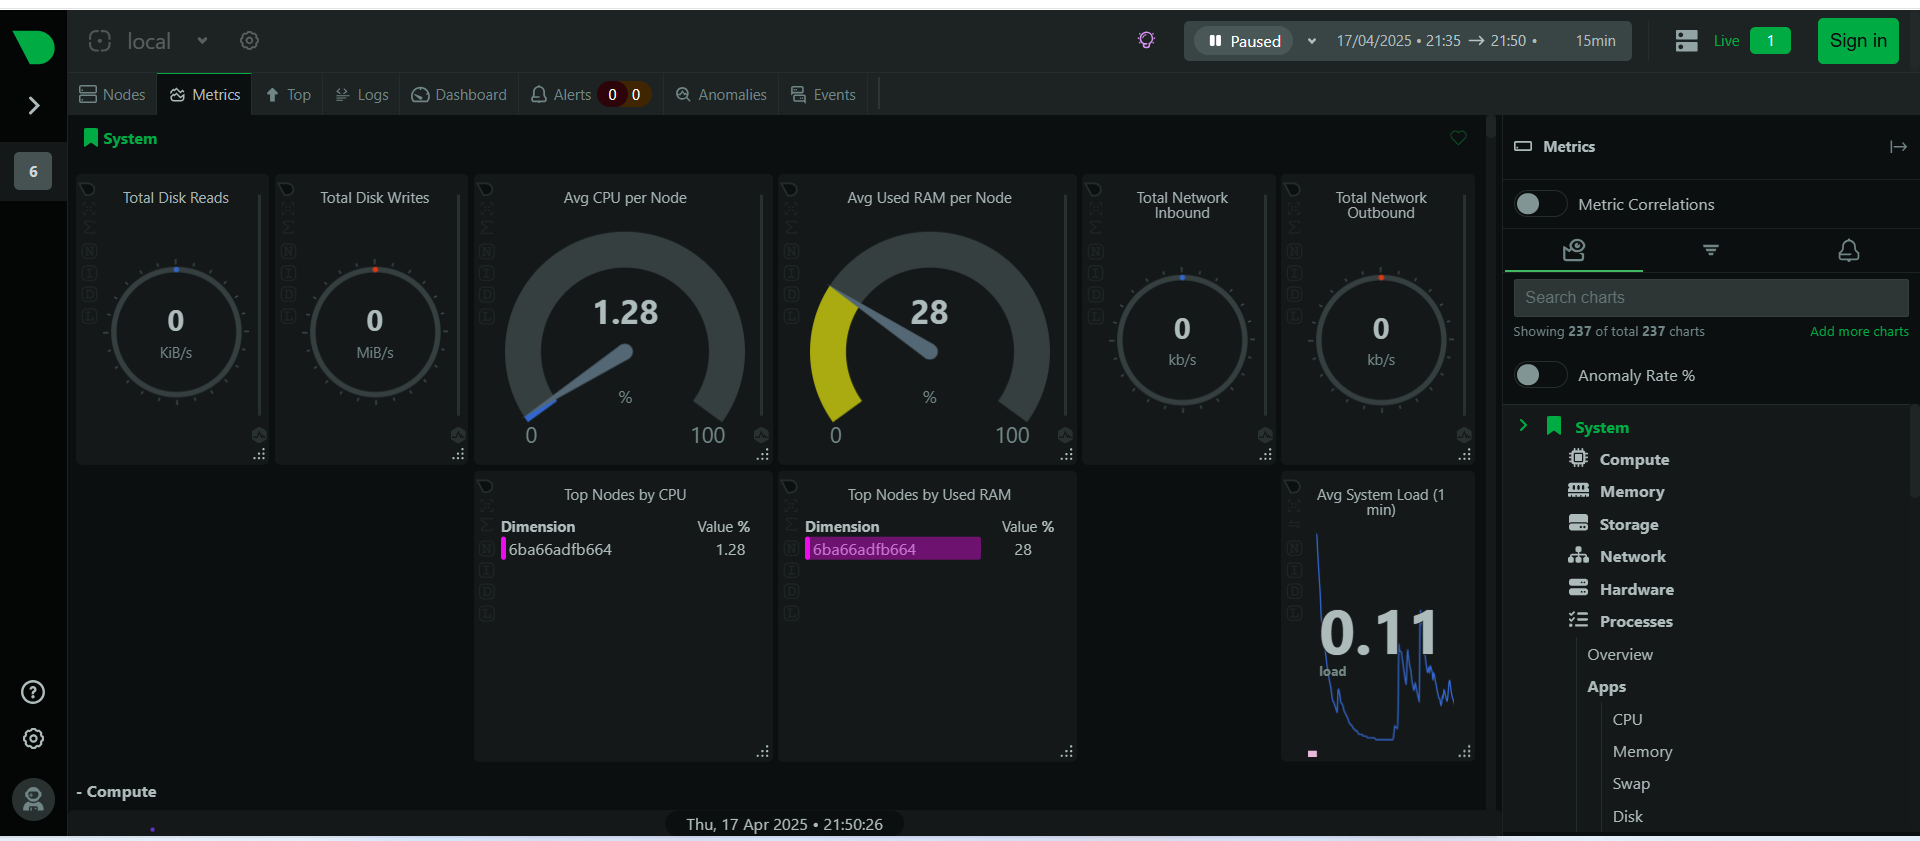 local
Paused
17/04/2025 • 21:35 → 21:50 •
15min
Live
1
Sign in
Nodes
Metrics
Top
Logs
Dashboard
Alerts
0
0
Anomalies
Events
6
System
Total Disk Reads
0
KiB/s
Total Disk Writes
0
MiB/s
Avg CPU per Node
1.28
%
0
100
Avg Used RAM per Node
28
%
0
100
Total Network
Inbound
0
kb/s
Total Network
Outbound
0
kb/s
N
I
D
L
N
I
D
L
N
I
D
L
N
I
D
L
N
I
D
L
N
I
D
L
Top Nodes by CPU
Dimension Value %
6ba66adfb664 1.28
N
I
D
L
Top Nodes by Used RAM
Dimension Value %
6ba66adfb664 28
N
I
D
L
Avg System Load (1
min)
0.11
load
N
I
D
L
- Compute
Thu, 17 Apr 2025 • 21:50:26
Metrics
Metric Correlations
Search charts
Showing 237 of total 237 charts
Add more charts
Anomaly Rate %
System
Compute
Memory
Storage
Network
Hardware
Processes
Overview
Apps
CPU
Memory
Swap
Disk